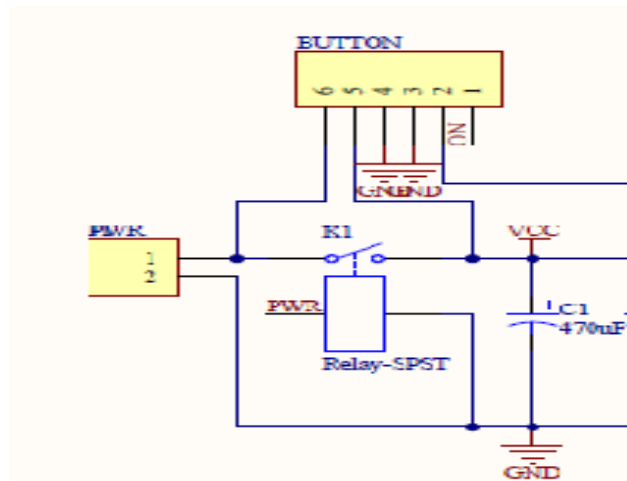 BUTTON
6 5 4 3 2 1
NC
GND GND
PWR
1
2
K1
VCC
PWR
C1
470uF
Relay-SPST
GND